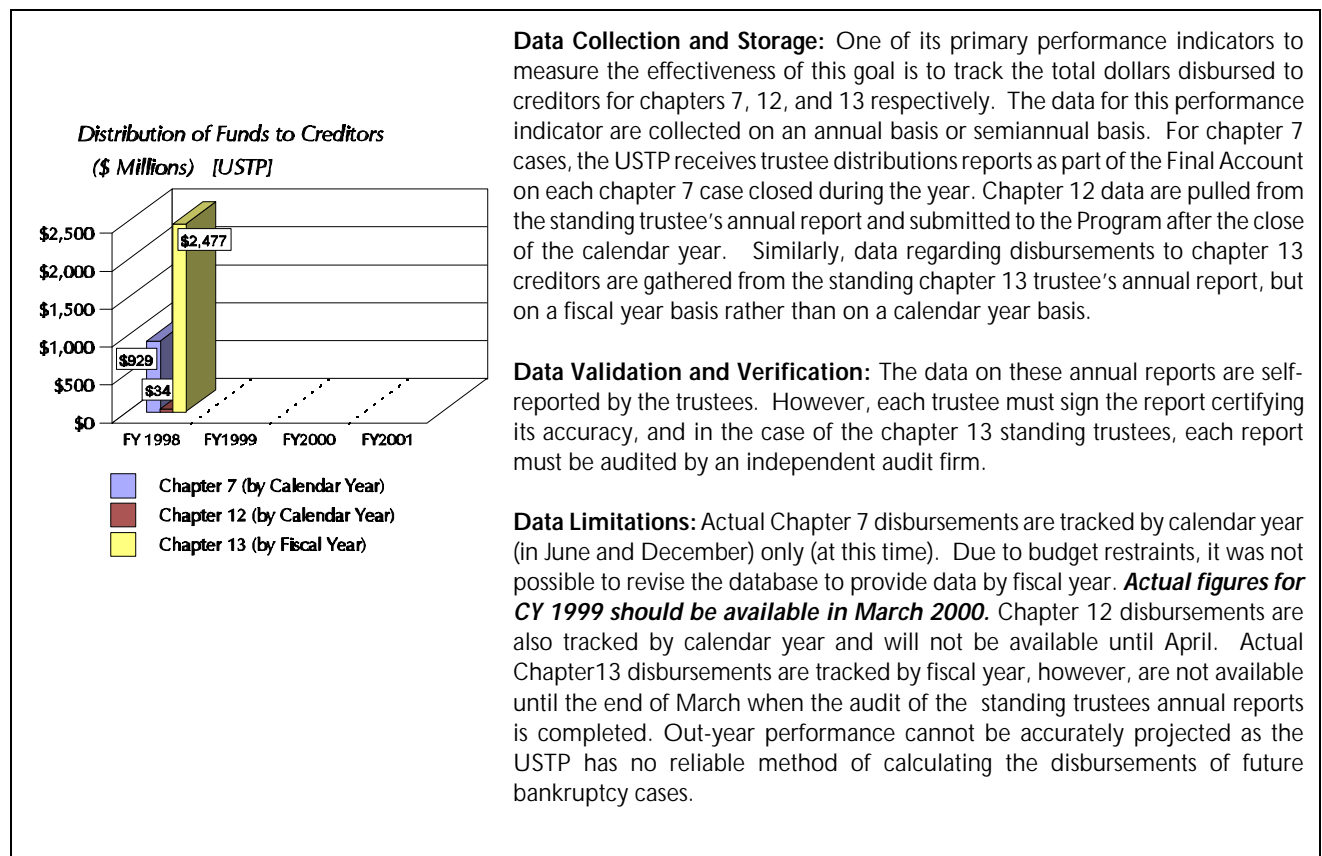 Distribution of Funds to Creditors
($ Millions) [USTP]
$2,500
$2,000
$1,500
$1,000
$500
$0
$2,477
$929
$34
FY 1998 FY1999 FY2000 FY2001
Chapter 7 (by Calendar Year)
Chapter 12 (by Calendar Year)
Chapter 13 (by Fiscal Year)
Data Collection and Storage: One of its primary performance indicators to
measure the effectiveness of this goal is to track the total dollars disbursed to
creditors for chapters 7, 12, and 13 respectively. The data for this performance
indicator are collected on an annual basis or semiannual basis. For chapter 7
cases, the USTP receives trustee distributions reports as part of the Final Account
on each chapter 7 case closed during the year. Chapter 12 data are pulled from
the standing trustee's annual report and submitted to the Program after the close
of the calendar year. Similarly, data regarding disbursements to chapter 13
creditors are gathered from the standing chapter 13 trustee's annual report, but
on a fiscal year basis rather than on a calendar year basis.
Data Validation and Verification: The data on these annual reports are self-
reported by the trustees. However, each trustee must sign the report certifying
its accuracy, and in the case of the chapter 13 standing trustees, each report
must be audited by an independent audit firm.
Data Limitations: Actual Chapter 7 disbursements are tracked by calendar year
(in June and December) only (at this time). Due to budget restraints, it was not
possible to revise the database to provide data by fiscal year. Actual figures for
CY 1999 should be available in March 2000. Chapter 12 disbursements are
also tracked by calendar year and will not be available until April. Actual
Chapter13 disbursements are tracked by fiscal year, however, are not available
until the end of March when the audit of the standing trustees annual reports
is completed. Out-year performance cannot be accurately projected as the
USTP has no reliable method of calculating the disbursements of future
bankruptcy cases.